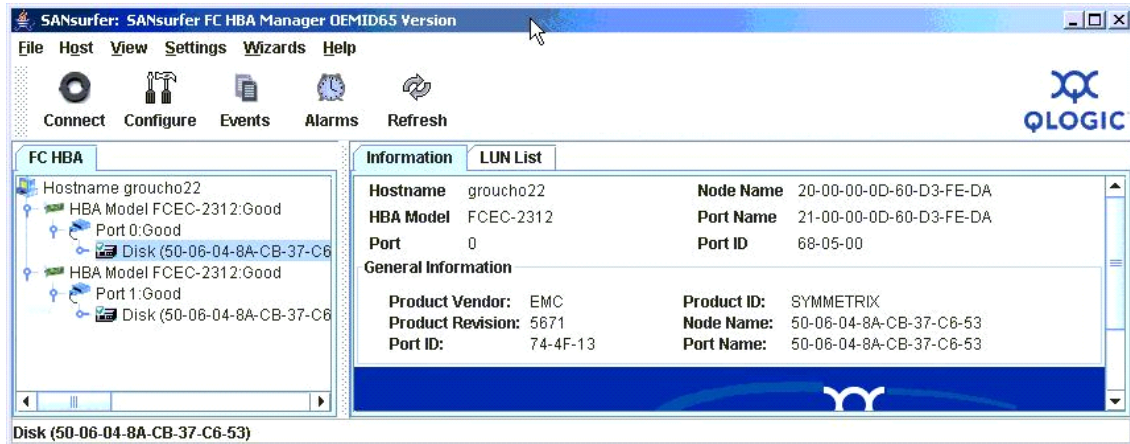 SANsurfer: SANsurfer FC HBA Manager OEMID65 Version
File Host View Settings Wizards Help
Connect Configure Events Alarms Refresh
QLOGIC
FC HBA
Hostname groucho22
HBA Model FCEC-2312:Good
Port 0:Good
Disk (50-06-04-8A-CB-37-C6
HBA Model FCEC-2312:Good
Port 1:Good
Disk (50-06-04-8A-CB-37-C6
Information LUN List
Hostname groucho22 Node Name 20-00-00-0D-60-D3-FE-DA
HBA Model FCEC-2312 Port Name 21-00-00-0D-60-D3-FE-DA
Port 0 Port ID 68-05-00
General Information
Product Vendor: EMC Product ID: SYMMETRIX
Product Revision: 5671 Node Name: 50-06-04-8A-CB-37-C6-53
Port ID: 74-4F-13 Port Name: 50-06-04-8A-CB-37-C6-53
Disk (50-06-04-8A-CB-37-C6-53)